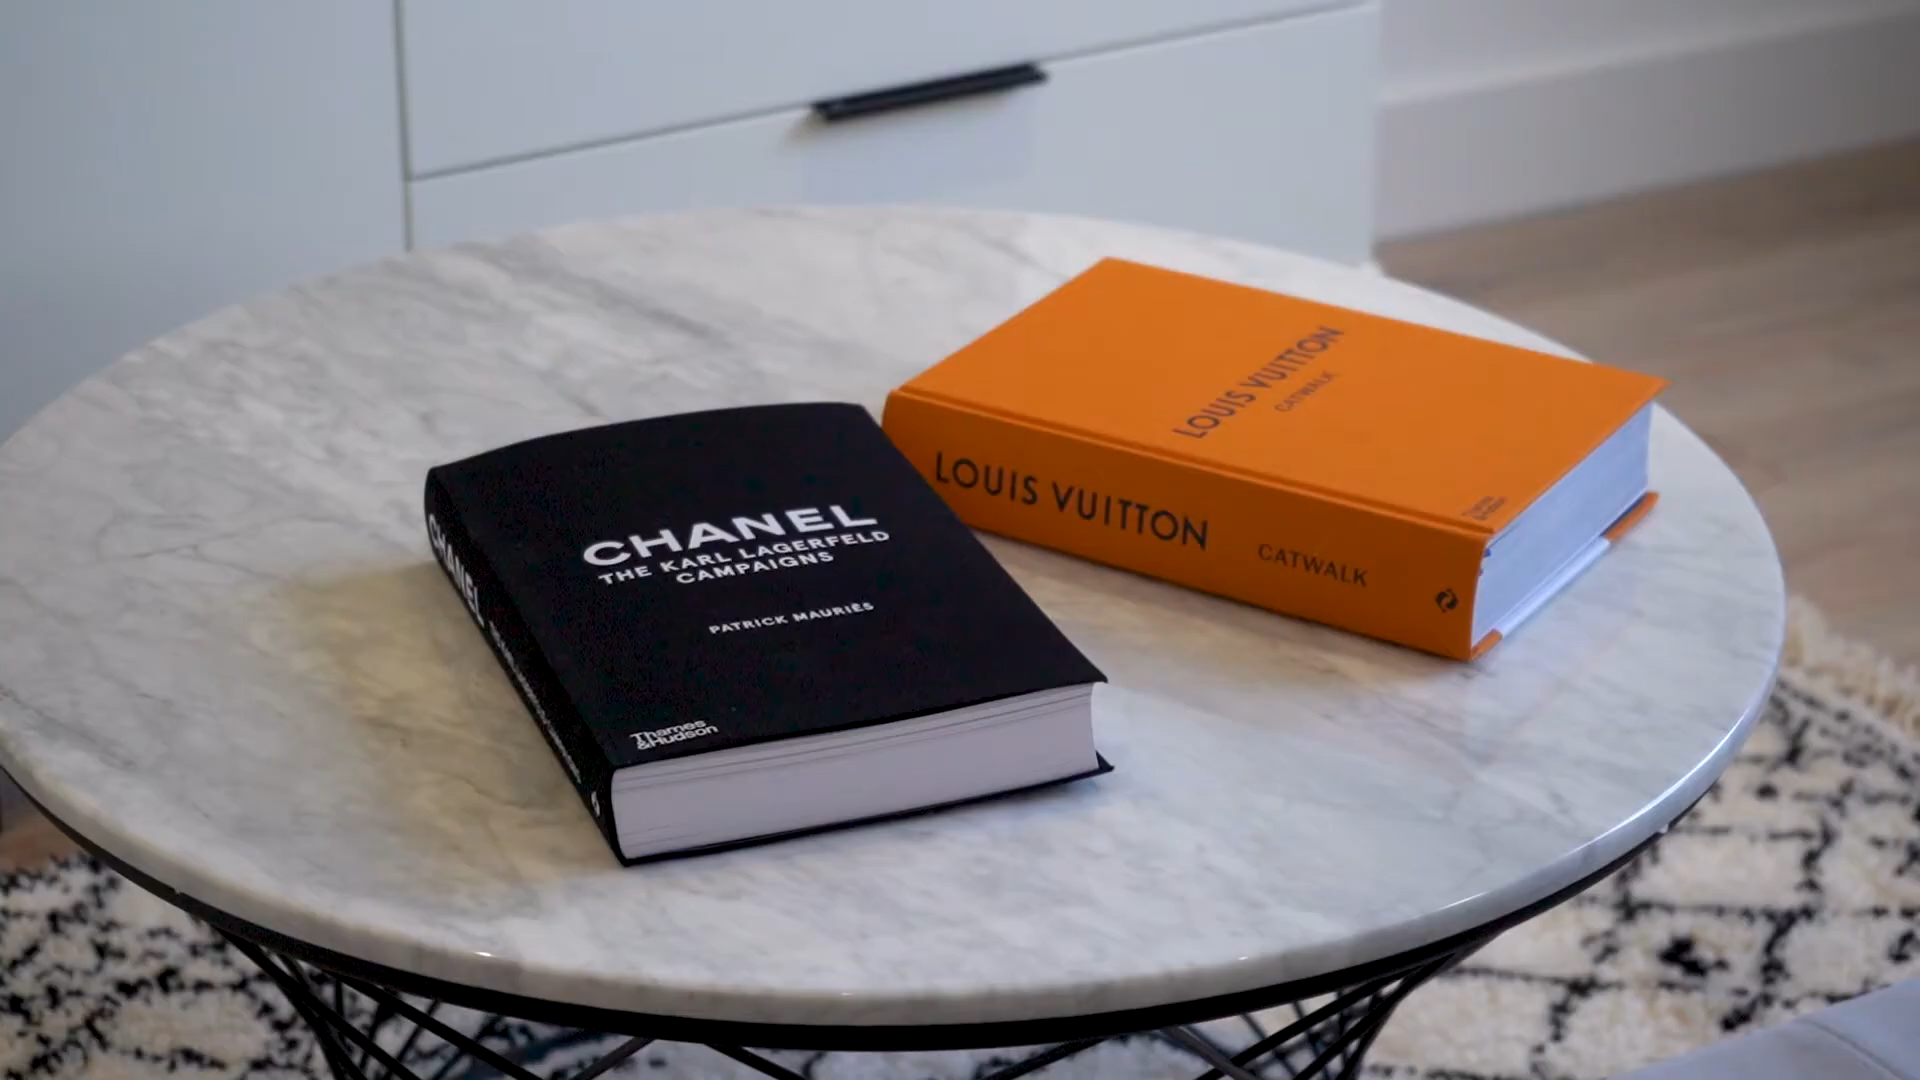 CHANEL
THE KARL LAGERFELD
CAMPAIGNS
PATRICK MAURIÈS
Thames
&Hudson
CHANEL
LOUIS VUITTON
CATWALK
LOUIS VUITTON CATWALK